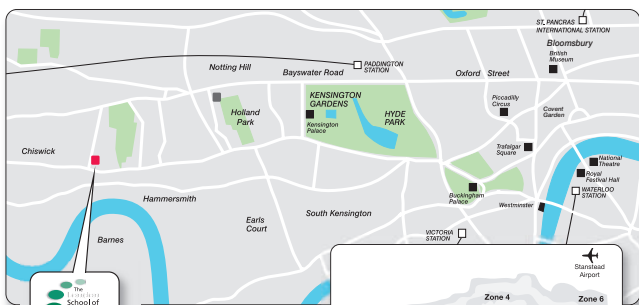 ST. PANCRAS
INTERNATIONAL STATION
Bloomsbury
British
Museum
Notting Hill
PADDINGTON
STATION
Bayswater Road
Oxford Street
KENSINGTON
GARDENS
Kensington
Palace
HYDE
PARK
Piccadilly
Circus
Covent
Garden
Holland
Park
Chiswick
Trafalgar
Square
National
Theatre
Royal
Festival Hall
WATERLOO
STATION
Buckingham
Palace
Westminster
Hammersmith
South Kensington
Earls
Court
Barnes
VICTORIA
STATION
Stanstead
Airport
Zone 4
Zone 6
The
London
School of